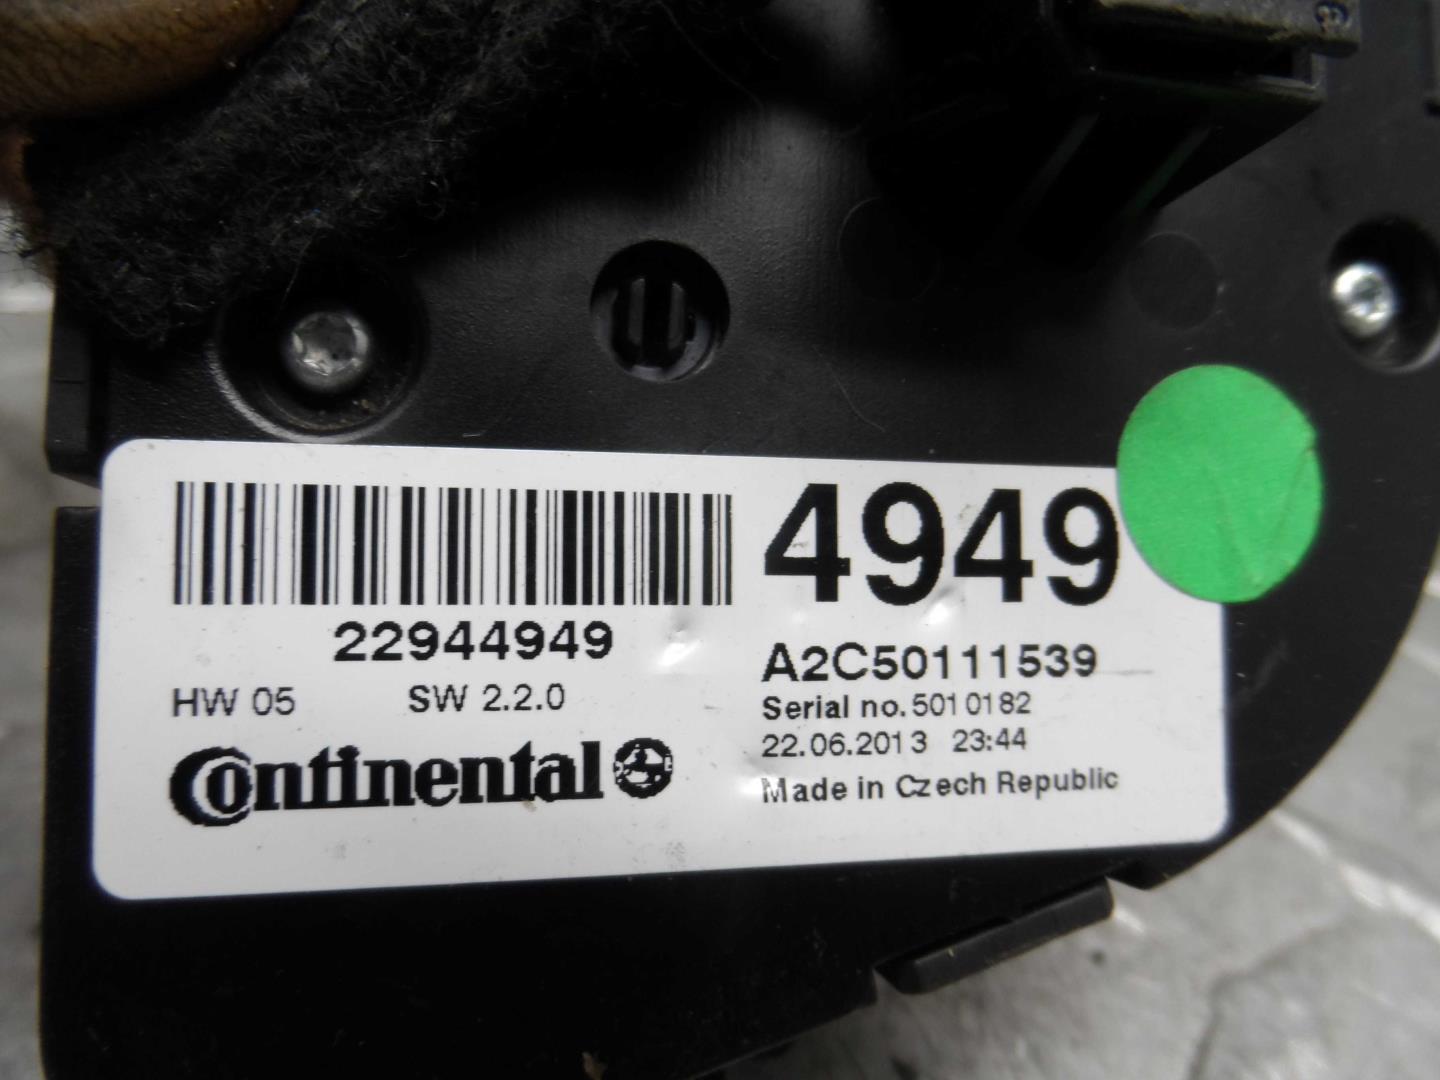 4949
22944949
A2C50111539
HW 05 SW 2.2.0
Serial no. 5010182
22.06.2013 23:44
Continental
Made in Czech Republic